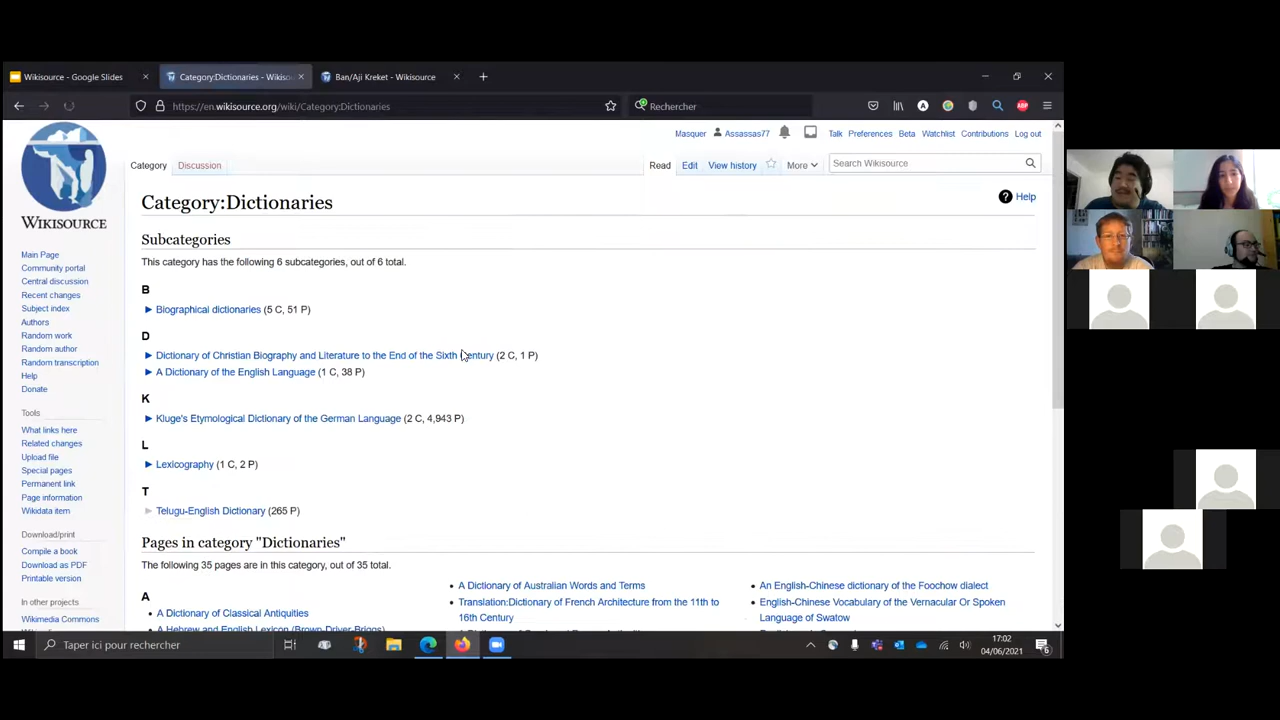 Wikisource - Google Slides
Category:Dictionaries - Wikiso
Ban/Aji Kreket - Wikisource
https://en.wikisource.org/wiki/Category:Dictionaries
Rechercher
Masquer Assassas77 Talk Preferences Beta Watchlist Contributions Log out
Category Discussion Read Edit View history More Search Wikisource
WIKISOURCE
Main Page
Community portal
Central discussion
Recent changes
Subject index
Authors
Random work
Random author
Random transcription
Help
Donate
Tools
What links here
Related changes
Upload file
Special pages
Permanent link
Page information
Wikidata item
Download/print
Compile a book
Download as PDF
Printable version
In other projects
Wikimedia Commons
Category:Dictionaries
Help
Subcategories
This category has the following 6 subcategories, out of 6 total.
B
Biographical dictionaries (5 C, 51 P)
D
Dictionary of Christian Biography and Literature to the End of the Sixth Century (2 C, 1 P)
A Dictionary of the English Language (1 C, 38 P)
K
Kluge's Etymological Dictionary of the German Language (2 C, 4,943 P)
L
Lexicography (1 C, 2 P)
T
Telugu-English Dictionary (265 P)
Pages in category "Dictionaries"
The following 35 pages are in this category, out of 35 total.
A
A Dictionary of Classical Antiquities
A Hebrew and English Lexicon (Brown-Driver-Briggs)
A Dictionary of Australian Words and Terms
Translation:Dictionary of French Architecture from the 11th to
16th Century
An English-Chinese dictionary of the Foochow dialect
English-Chinese Vocabulary of the Vernacular Or Spoken
Language of Swatow
Taper ici pour rechercher
17:02
04/06/2021
6